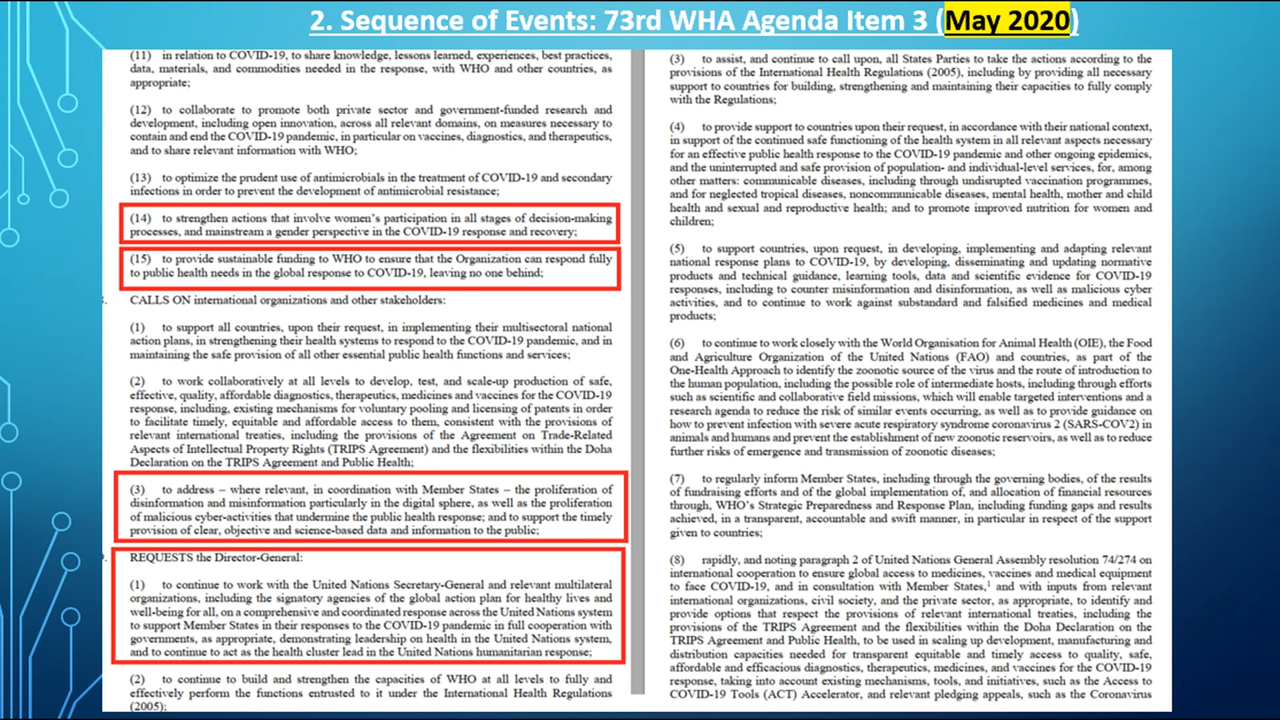 2. Sequence of Events: 73rd WHA Agenda Item 3 (May 2020)
(11) in relation to COVID-19, to share knowledge, lessons learned, experiences, best practices,
data, materials, and commodities needed in the response, with WHO and other countries, as
appropriate;
(12) to collaborate to promote both private sector and government-funded research and
development, including open innovation, across all relevant domains, on measures necessary to
contain and end the COVID-19 pandemic, in particular on vaccines, diagnostics, and therapeutics,
and to share relevant information with WHO;
(13) to optimize the prudent use of antimicrobials in the treatment of COVID-19 and secondary
infections in order to prevent the development of antimicrobial resistance;
(14) to strengthen actions that involve women's participation in all stages of decision-making
processes, and mainstream a gender perspective in the COVID-19 response and recovery;
(15) to provide sustainable funding to WHO to ensure that the Organization can respond fully
to public health needs in the global response to COVID-19, leaving no one behind;
CALLS ON international organizations and other stakeholders:
(1) to support all countries, upon their request, in implementing their multisectoral national
action plans, in strengthening their health systems to respond to the COVID-19 pandemic, and in
maintaining the safe provision of all other essential public health functions and services;
(2) to work collaboratively at all levels to develop, test, and scale-up production of safe,
effective, quality, affordable diagnostics, therapeutics, medicines and vaccines for the COVID-19
response, including, existing mechanisms for voluntary pooling and licensing of patents in order
to facilitate timely, equitable and affordable access to them, consistent with the provisions of
relevant international treaties, including the provisions of the Agreement on Trade-Related
Aspects of Intellectual Property Rights (TRIPS Agreement) and the flexibilities within the Doha
Declaration on the TRIPS Agreement and Public Health;
(3) to address – where relevant, in coordination with Member States – the proliferation of
disinformation and misinformation particularly in the digital sphere, as well as the proliferation
of malicious cyber-activities that undermine the public health response; and to support the timely
provision of clear, objective and science-based data and information to the public;
REQUESTS the Director-General:
(1) to continue to work with the United Nations Secretary-General and relevant multilateral
organizations, including the signatory agencies of the global action plan for healthy lives and
well-being for all, on a comprehensive and coordinated response across the United Nations system
to support Member States in their responses to the COVID-19 pandemic in full cooperation with
governments, as appropriate, demonstrating leadership on health in the United Nations system,
and to continue to act as the health cluster lead in the United Nations humanitarian response;
(2) to continue to build and strengthen the capacities of WHO at all levels to fully and
effectively perform the functions entrusted to it under the International Health Regulations
(2005);
(3) to assist, and continue to call upon, all States Parties to take the actions according to the
provisions of the International Health Regulations (2005), including by providing all necessary
support to countries for building, strengthening and maintaining their capacities to fully comply
with the Regulations;
(4) to provide support to countries upon their request, in accordance with their national context,
in support of the continued safe functioning of the health system in all relevant aspects necessary
for an effective public health response to the COVID-19 pandemic and other ongoing epidemics,
and the uninterrupted and safe provision of population- and individual-level services, for, among
other matters: communicable diseases, including through undisrupted vaccination programmes,
and for neglected tropical diseases, noncommunicable diseases, mental health, mother and child
health and sexual and reproductive health; and to promote improved nutrition for women and
children;
(5) to support countries, upon request, in developing, implementing and adapting relevant
national response plans to COVID-19, by developing, disseminating and updating normative
products and technical guidance, learning tools, data and scientific evidence for COVID-19
responses, including to counter misinformation and disinformation, as well as malicious cyber
activities, and to continue to work against substandard and falsified medicines and medical
products;
(6) to continue to work closely with the World Organisation for Animal Health (OIE), the Food
and Agriculture Organization of the United Nations (FAO) and countries, as part of the
One-Health Approach to identify the zoonotic source of the virus and the route of introduction to
the human population, including the possible role of intermediate hosts, including through efforts
such as scientific and collaborative field missions, which will enable targeted interventions and a
research agenda to reduce the risk of similar events occurring, as well as to provide guidance on
how to prevent infection with severe acute respiratory syndrome coronavirus 2 (SARS-COV2) in
animals and humans and prevent the establishment of new zoonotic reservoirs, as well as to reduce
further risks of emergence and transmission of zoonotic diseases;
(7) to regularly inform Member States, including through the governing bodies, of the results
of fundraising efforts and of the global implementation of, and allocation of financial resources
through, WHO's Strategic Preparedness and Response Plan, including funding gaps and results
achieved, in a transparent, accountable and swift manner, in particular in respect of the support
given to countries;
(8) rapidly, and noting paragraph 2 of United Nations General Assembly resolution 74/274 on
international cooperation to ensure global access to medicines, vaccines and medical equipment
to face COVID-19, and in consultation with Member States,¹ and with inputs from relevant
international organizations, civil society, and the private sector, as appropriate, to identify and
provide options that respect the provisions of relevant international treaties, including the
provisions of the TRIPS Agreement and the flexibilities within the Doha Declaration on the
TRIPS Agreement and Public Health, to be used in scaling up development, manufacturing and
distribution capacities needed for transparent equitable and timely access to quality, safe,
affordable and efficacious diagnostics, therapeutics, medicines, and vaccines for the COVID-19
response, taking into account existing mechanisms, tools, and initiatives, such as the Access to
COVID-19 Tools (ACT) Accelerator, and relevant pledging appeals, such as the Coronavirus